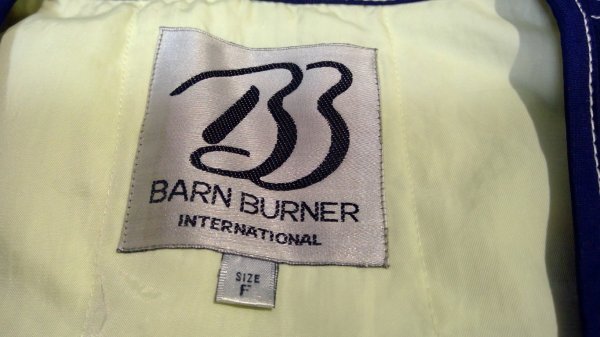 BB
BARN BURNER
INTERNATIONAL
SIZE
F